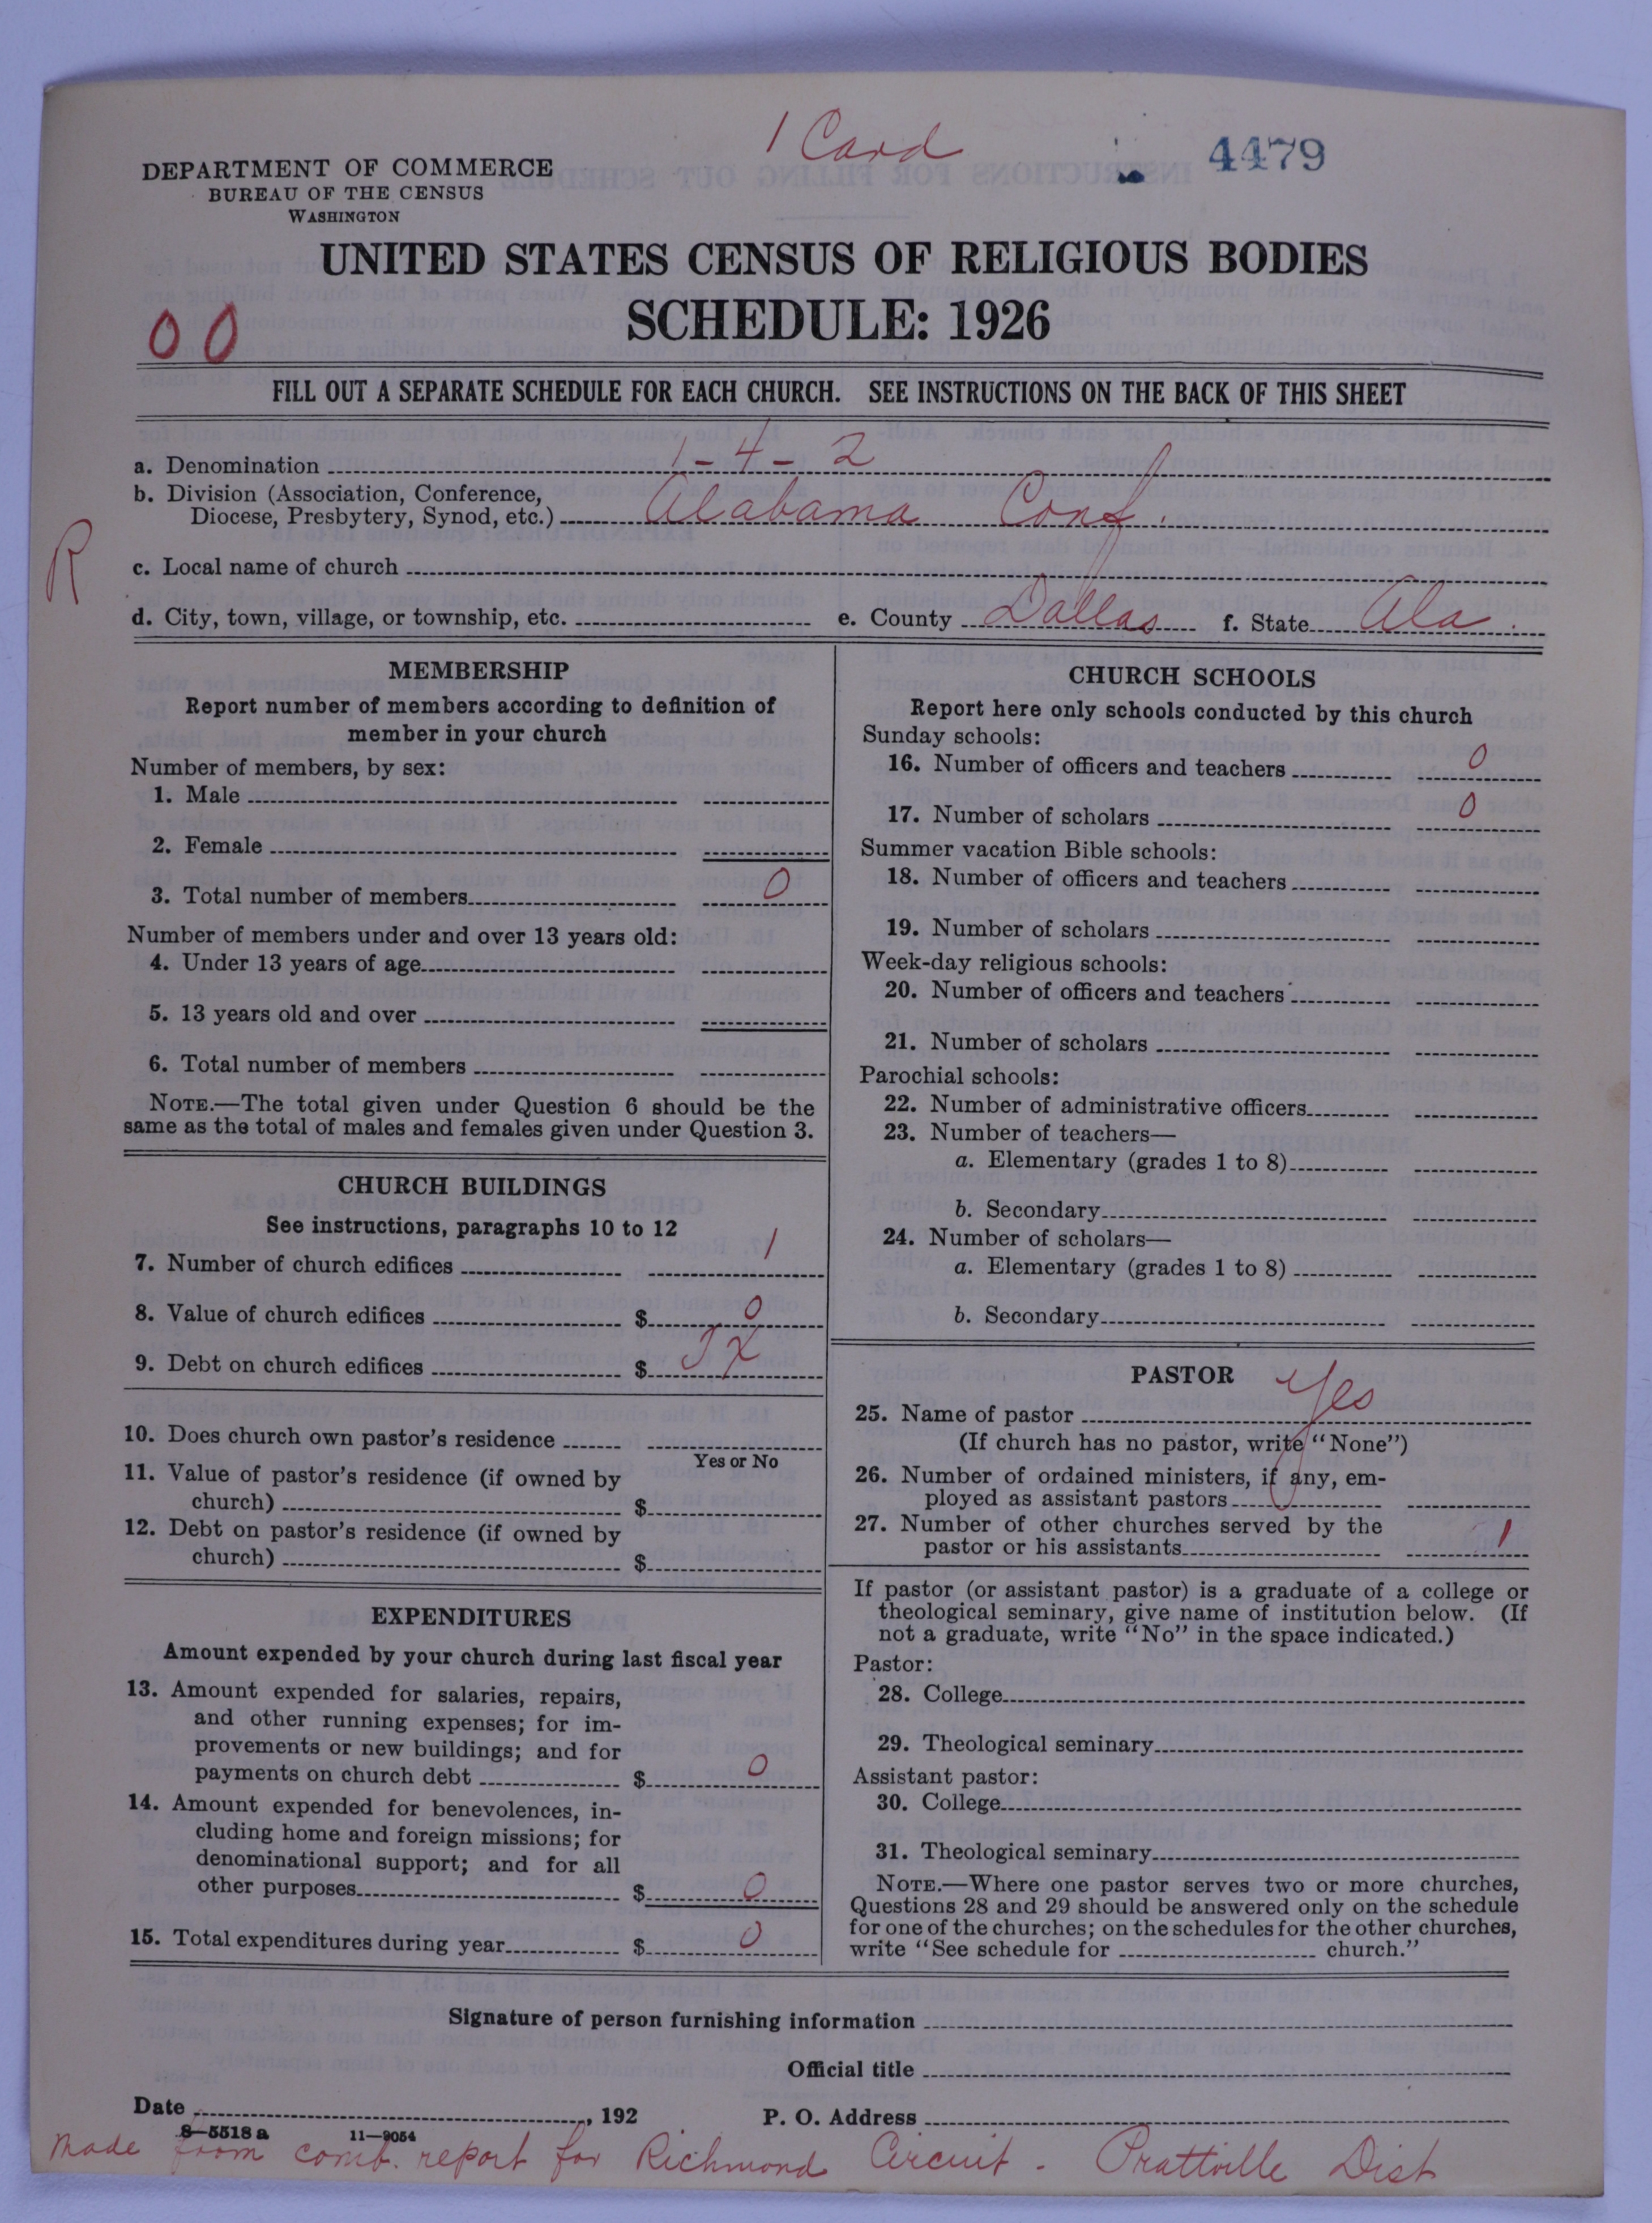 1 Card
4479
DEPARTMENT OF COMMERCE
BUREAU OF THE CENSUS
WASHINGTON
UNITED STATES CENSUS OF RELIGIOUS BODIES
SCHEDULE: 1926
00
FILL OUT A SEPARATE SCHEDULE FOR EACH CHURCH. SEE INSTRUCTIONS ON THE BACK OF THIS SHEET
a. Denomination 1-4-2
b. Division (Association, Conference,
Diocese, Presbytery, Synod, etc.) Alabama Conf.
R
c. Local name of church
d. City, town, village, or township, etc. e. County Dallas f. State Ala.
MEMBERSHIP
Report number of members according to definition of
member in your church
Number of members, by sex:
1. Male
2. Female
3. Total number of members 0
Number of members under and over 13 years old:
4. Under 13 years of age
5. 13 years old and over
6. Total number of members
NOTE.—The total given under Question 6 should be the
same as the total of males and females given under Question 3.
CHURCH BUILDINGS
See instructions, paragraphs 10 to 12
7. Number of church edifices 1
8. Value of church edifices $ 0
9. Debt on church edifices $
10. Does church own pastor's residence
Yes or No
11. Value of pastor's residence (if owned by
church) $
12. Debt on pastor's residence (if owned by
church) $
EXPENDITURES
Amount expended by your church during last fiscal year
13. Amount expended for salaries, repairs,
and other running expenses; for im-
provements or new buildings; and for
payments on church debt $ 0
14. Amount expended for benevolences, in-
cluding home and foreign missions; for
denominational support; and for all
other purposes $ 0
15. Total expenditures during year $ 0
CHURCH SCHOOLS
Report here only schools conducted by this church
Sunday schools:
16. Number of officers and teachers 0
17. Number of scholars 0
Summer vacation Bible schools:
18. Number of officers and teachers
19. Number of scholars
Week-day religious schools:
20. Number of officers and teachers
21. Number of scholars
Parochial schools:
22. Number of administrative officers
23. Number of teachers—
a. Elementary (grades 1 to 8)
b. Secondary
24. Number of scholars—
a. Elementary (grades 1 to 8)
b. Secondary
PASTOR
25. Name of pastor Yes
(If church has no pastor, write "None")
26. Number of ordained ministers, if any, em-
ployed as assistant pastors
27. Number of other churches served by the
pastor or his assistants 1
If pastor (or assistant pastor) is a graduate of a college or
theological seminary, give name of institution below. (If
not a graduate, write "No" in the space indicated.)
Pastor:
28. College
29. Theological seminary
Assistant pastor:
30. College
31. Theological seminary
NOTE.—Where one pastor serves two or more churches,
Questions 28 and 29 should be answered only on the schedule
for one of the churches; on the schedules for the other churches,
write "See schedule for church."
Signature of person furnishing information
Official title
Date , 192 P. O. Address
8—5518a 11—9054
Made from comb. report for Richmond Circuit - Prattville Dist